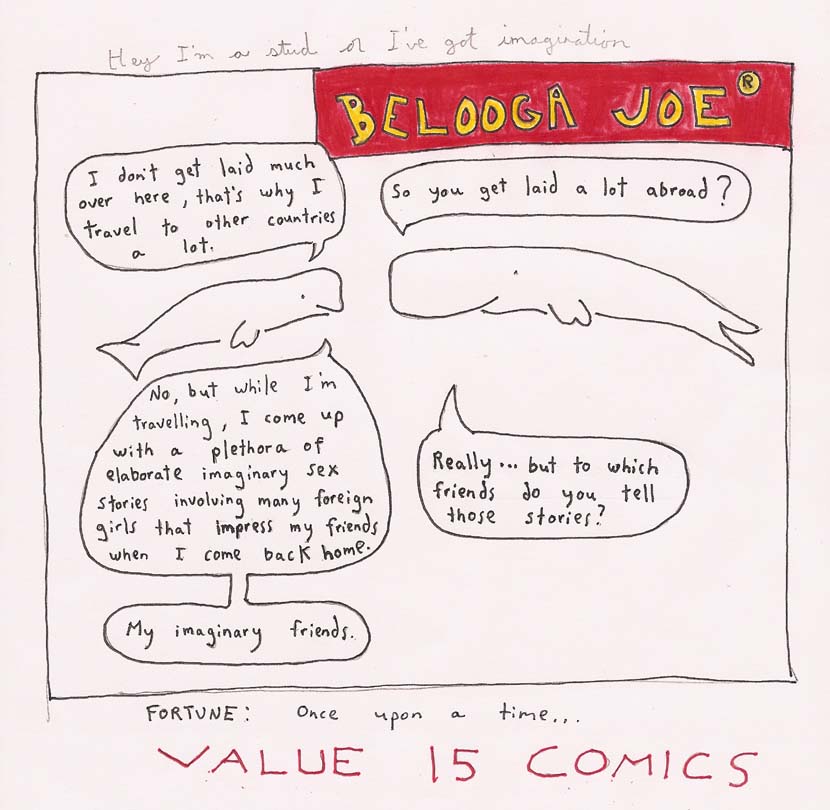 Hey I'm a stud or I've got imagination
BELOOGA JOE®
I don't get laid much
over here, that's why I
travel to other countries
a lot.
So you get laid a lot abroad?
No, but while I'm
travelling, I come up
with a plethora of
elaborate imaginary sex
stories involving many foreign
girls that impress my friends
when I come back home.
Really... but to which
friends do you tell
those stories?
My imaginary friends.
FORTUNE: Once upon a time...
VALUE 15 COMICS